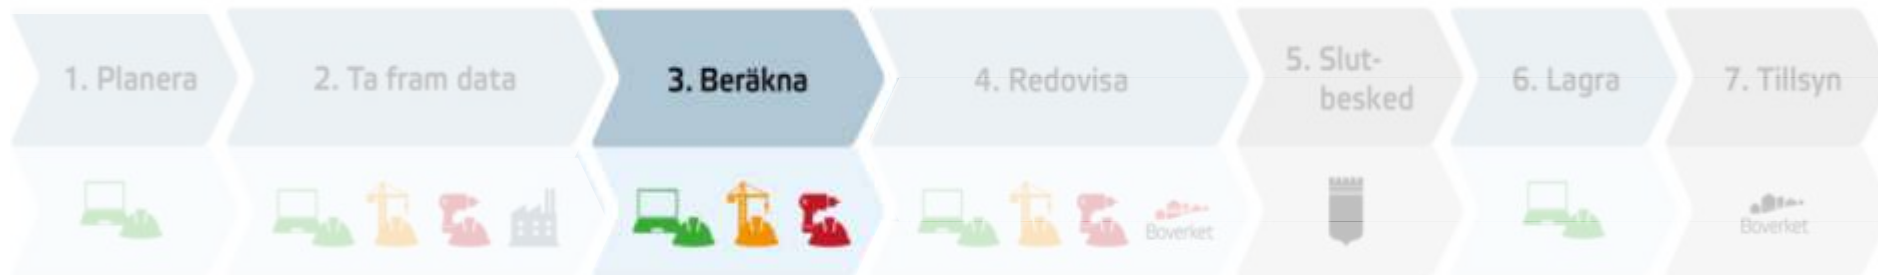 1. Planera
2. Ta fram data
3. Beräkna
4. Redovisa
5. Slut-
besked
6. Lagra
7. Tillsyn
Boverket
Boverket